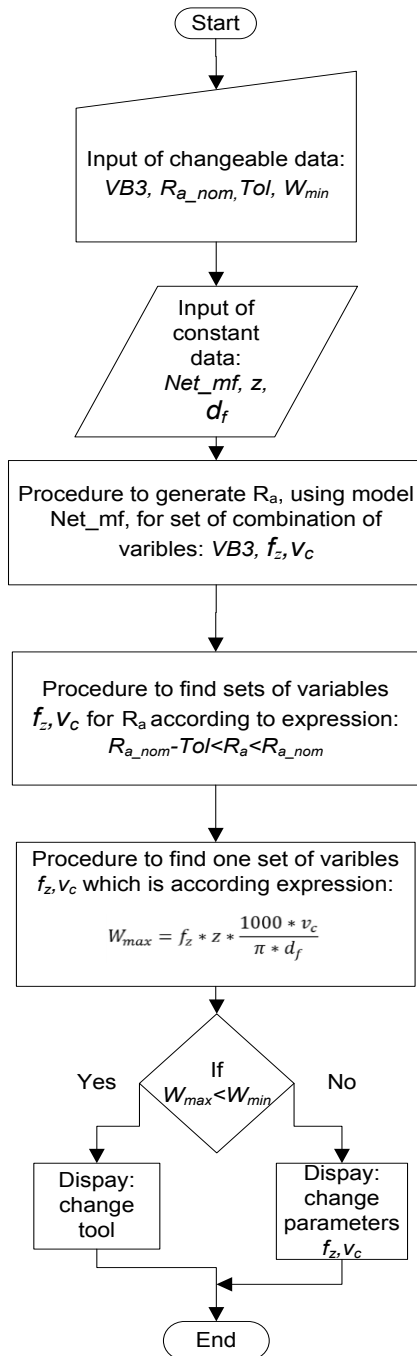 Start
Input of changeable data:
VB3, Ra_nom,Tol, Wmin
Input of
constant
data:
Net_mf, z,
df
Procedure to generate Ra, using model
Net_mf, for set of combination of
varibles: VB3, fz,vc
Procedure to find sets of variables
fz,vc for Ra according to expression:
Ra_nom-Tol<Ra<Ra_nom
Procedure to find one set of varibles
fz,vc which is according expression:
Wmax = fz * z * 1000 * vc / π * df
If
Wmax<Wmin
Yes
No
Dispay:
change
tool
Dispay:
change
parameters
fz,vc
End